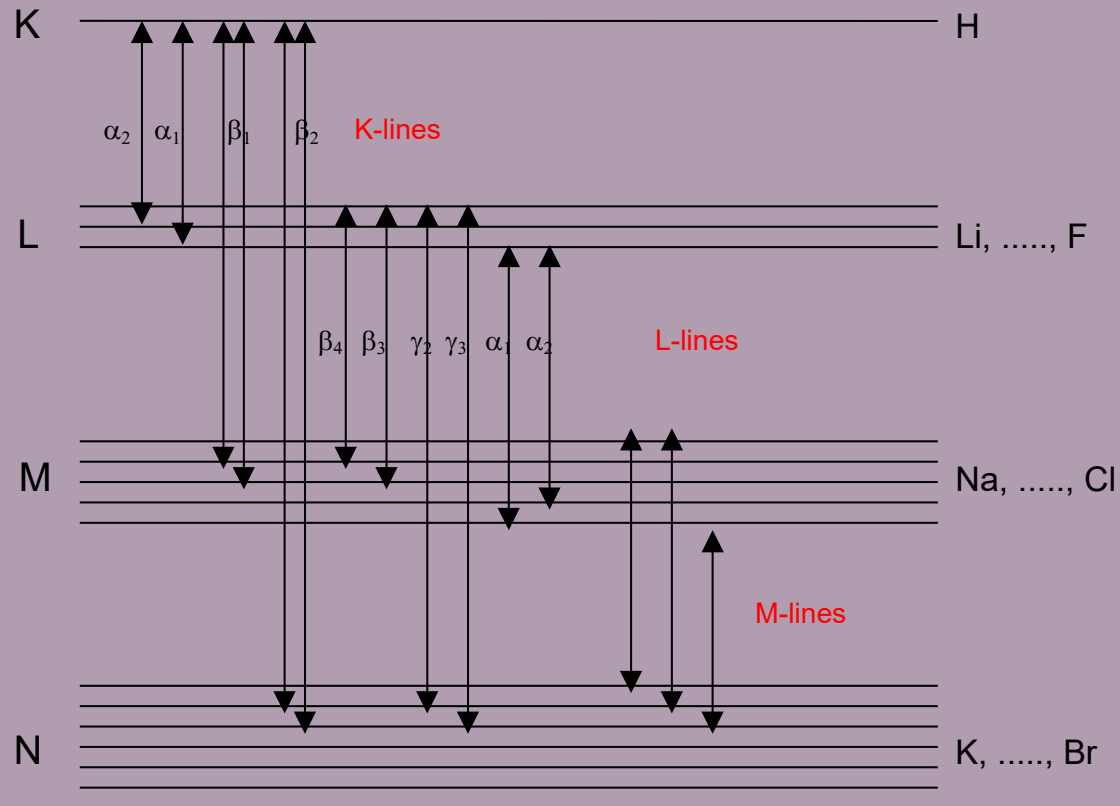 K H
α₂ α₁ β₁ β₂ K-lines
L Li, ....., F
β₄ β₃ γ₂ γ₃ α₁ α₂ L-lines
M Na, ....., Cl
M-lines
N K, ....., Br